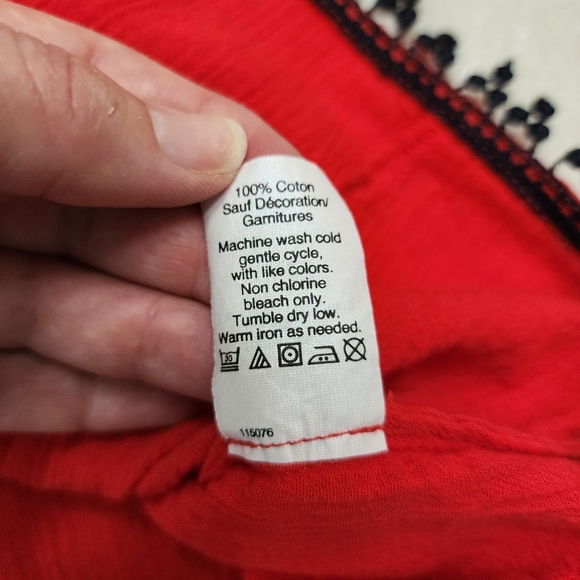 100% Coton
Sauf Décoration/
Garnitures
Machine wash cold
gentle cycle,
with like colors.
Non chlorine
bleach only.
Tumble dry low.
Warm iron as needed.
30
115076